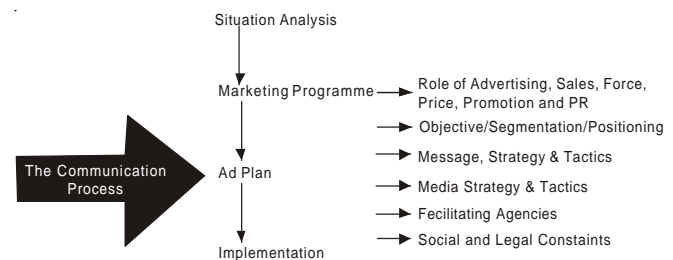 Situation Analysis
Marketing Programme
Role of Advertising, Sales, Force,
Price, Promotion and PR
Objective/Segmentation/Positioning
Message, Strategy & Tactics
The Communication
Process
Ad Plan
Media Strategy & Tactics
Fecilitating Agencies
Social and Legal Constaints
Implementation